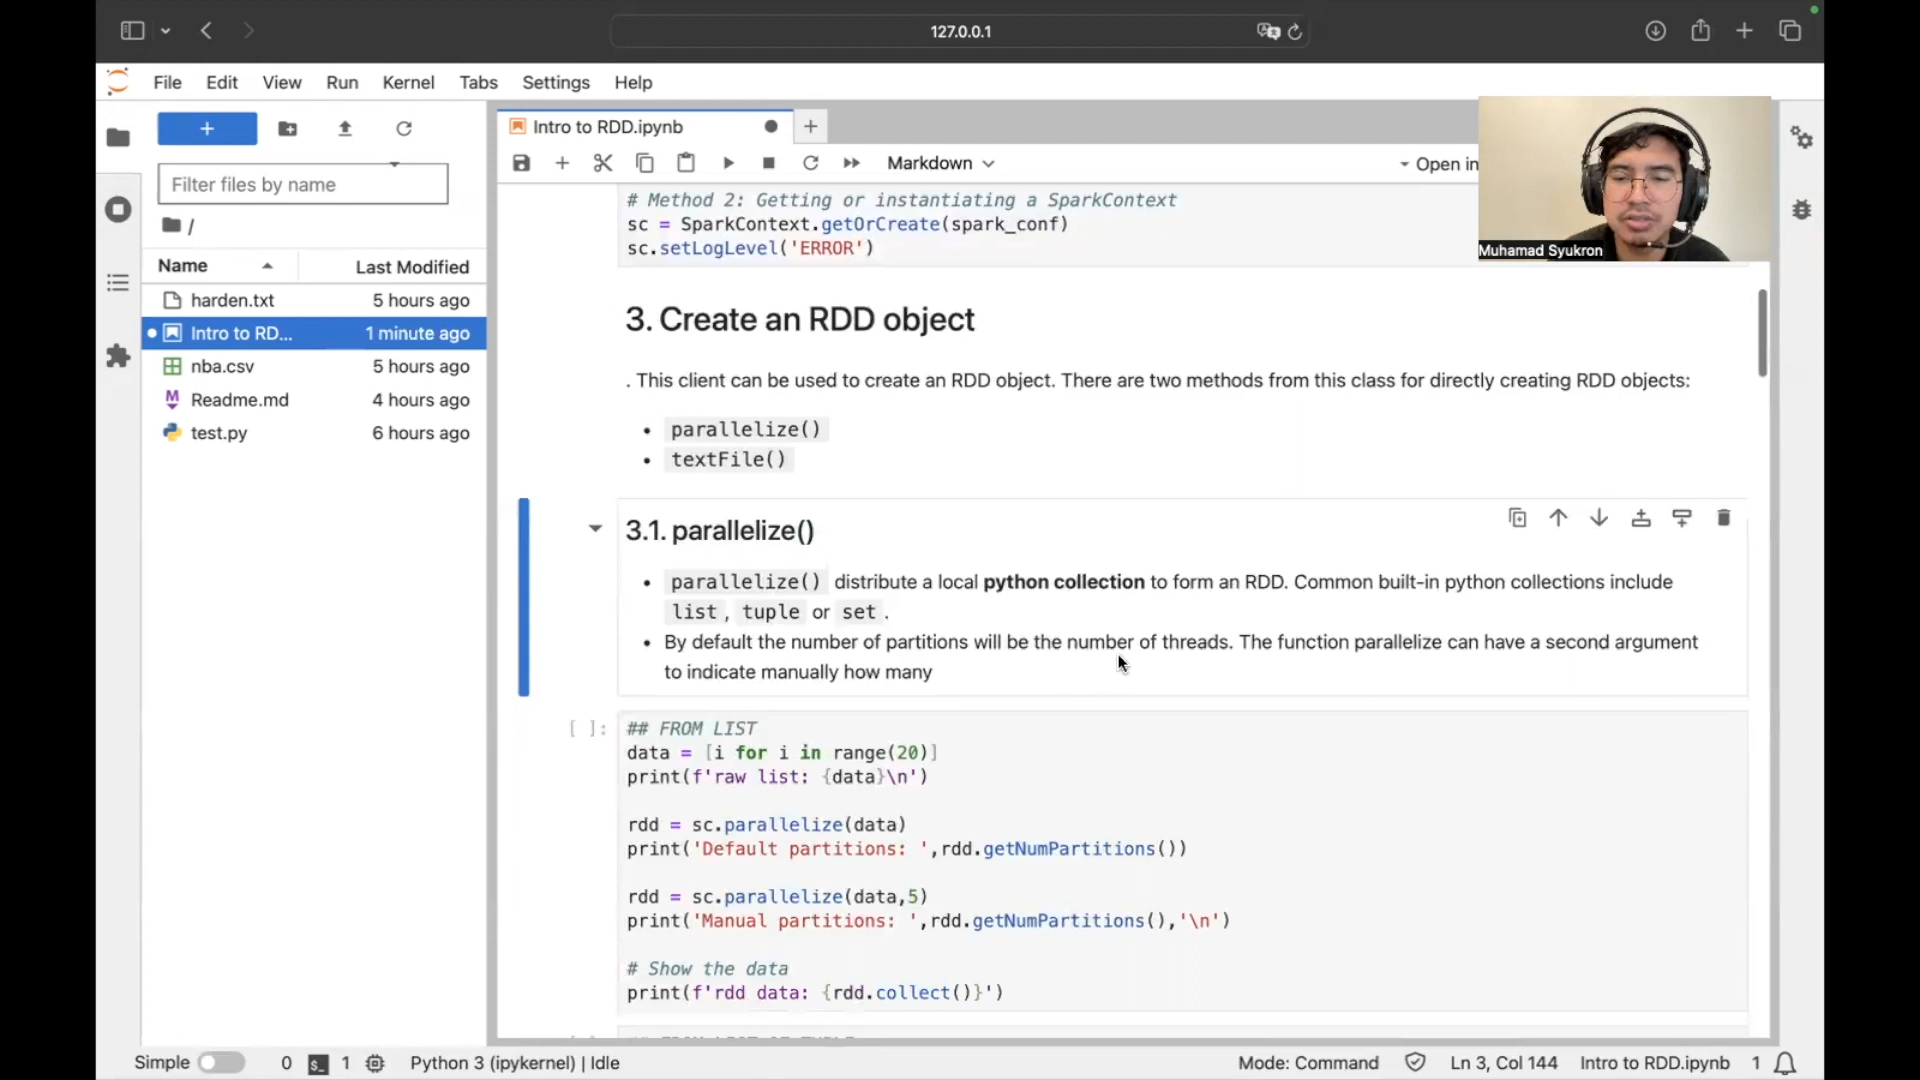 127.0.0.1
File Edit View Run Kernel Tabs Settings Help
+
Filter files by name
/
Name Last Modified
harden.txt 5 hours ago
Intro to RD... 1 minute ago
nba.csv 5 hours ago
Readme.md 4 hours ago
test.py 6 hours ago
Intro to RDD.ipynb
Markdown Open in
Muhamad Syukron
# Method 2: Getting or instantiating a SparkContext
sc = SparkContext.getOrCreate(spark_conf)
sc.setLogLevel('ERROR')
3. Create an RDD object
. This client can be used to create an RDD object. There are two methods from this class for directly creating RDD objects:
• parallelize()
• textFile()
3.1. parallelize()
• parallelize() distribute a local python collection to form an RDD. Common built-in python collections include
list, tuple or set.
• By default the number of partitions will be the number of threads. The function parallelize can have a second argument
to indicate manually how many
[ ]: ## FROM LIST
data = [i for i in range(20)]
print(f'raw list: {data}\n')
rdd = sc.parallelize(data)
print('Default partitions: ',rdd.getNumPartitions())
rdd = sc.parallelize(data,5)
print('Manual partitions: ',rdd.getNumPartitions(),'\n')
# Show the data
print(f'rdd data: {rdd.collect()}')
Simple 0 1 Python 3 (ipykernel) | Idle Mode: Command Ln 3, Col 144 Intro to RDD.ipynb 1